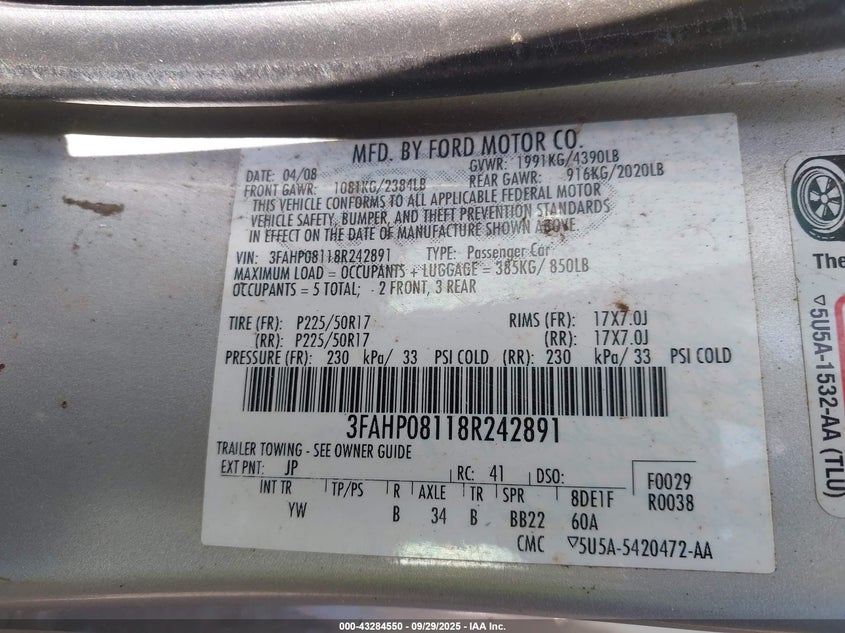 MFD. BY FORD MOTOR CO.
DATE: 04/08 GVWR: 1991KG/4390LB
FRONT GAWR: 1081KG/2384LB REAR GAWR: 916KG/2020LB
THIS VEHICLE CONFORMS TO ALL APPLICABLE FEDERAL MOTOR
VEHICLE SAFETY, BUMPER, AND THEFT PREVENTION STANDARDS
IN EFFECT ON THE DATE OF MANUFACTURE SHOWN ABOVE.
VIN: 3FAHP08118R242891 TYPE: Passenger Car
MAXIMUM LOAD = OCCUPANTS + LUGGAGE = 385KG/ 850LB
OCCUPANTS = 5 TOTAL; 2 FRONT, 3 REAR
TIRE (FR): P225/50R17 RIMS (FR): 17X7.0J
(RR): P225/50R17 (RR): 17X7.0J
PRESSURE (FR): 230 kPa/ 33 PSI COLD (RR): 230 kPa/ 33 PSI COLD
3FAHP08118R242891
TRAILER TOWING - SEE OWNER GUIDE
EXT PNT: JP RC: 41 DSO: F0029
INT TR TP/PS R AXLE TR SPR 8DE1F R0038
YW B 34 B BB22 60A
CMC ▽5U5A-5420472-AA
The
▽5U5A-1532-AA (TLU)
000-43284550 - 09/29/2025 - IAA Inc.